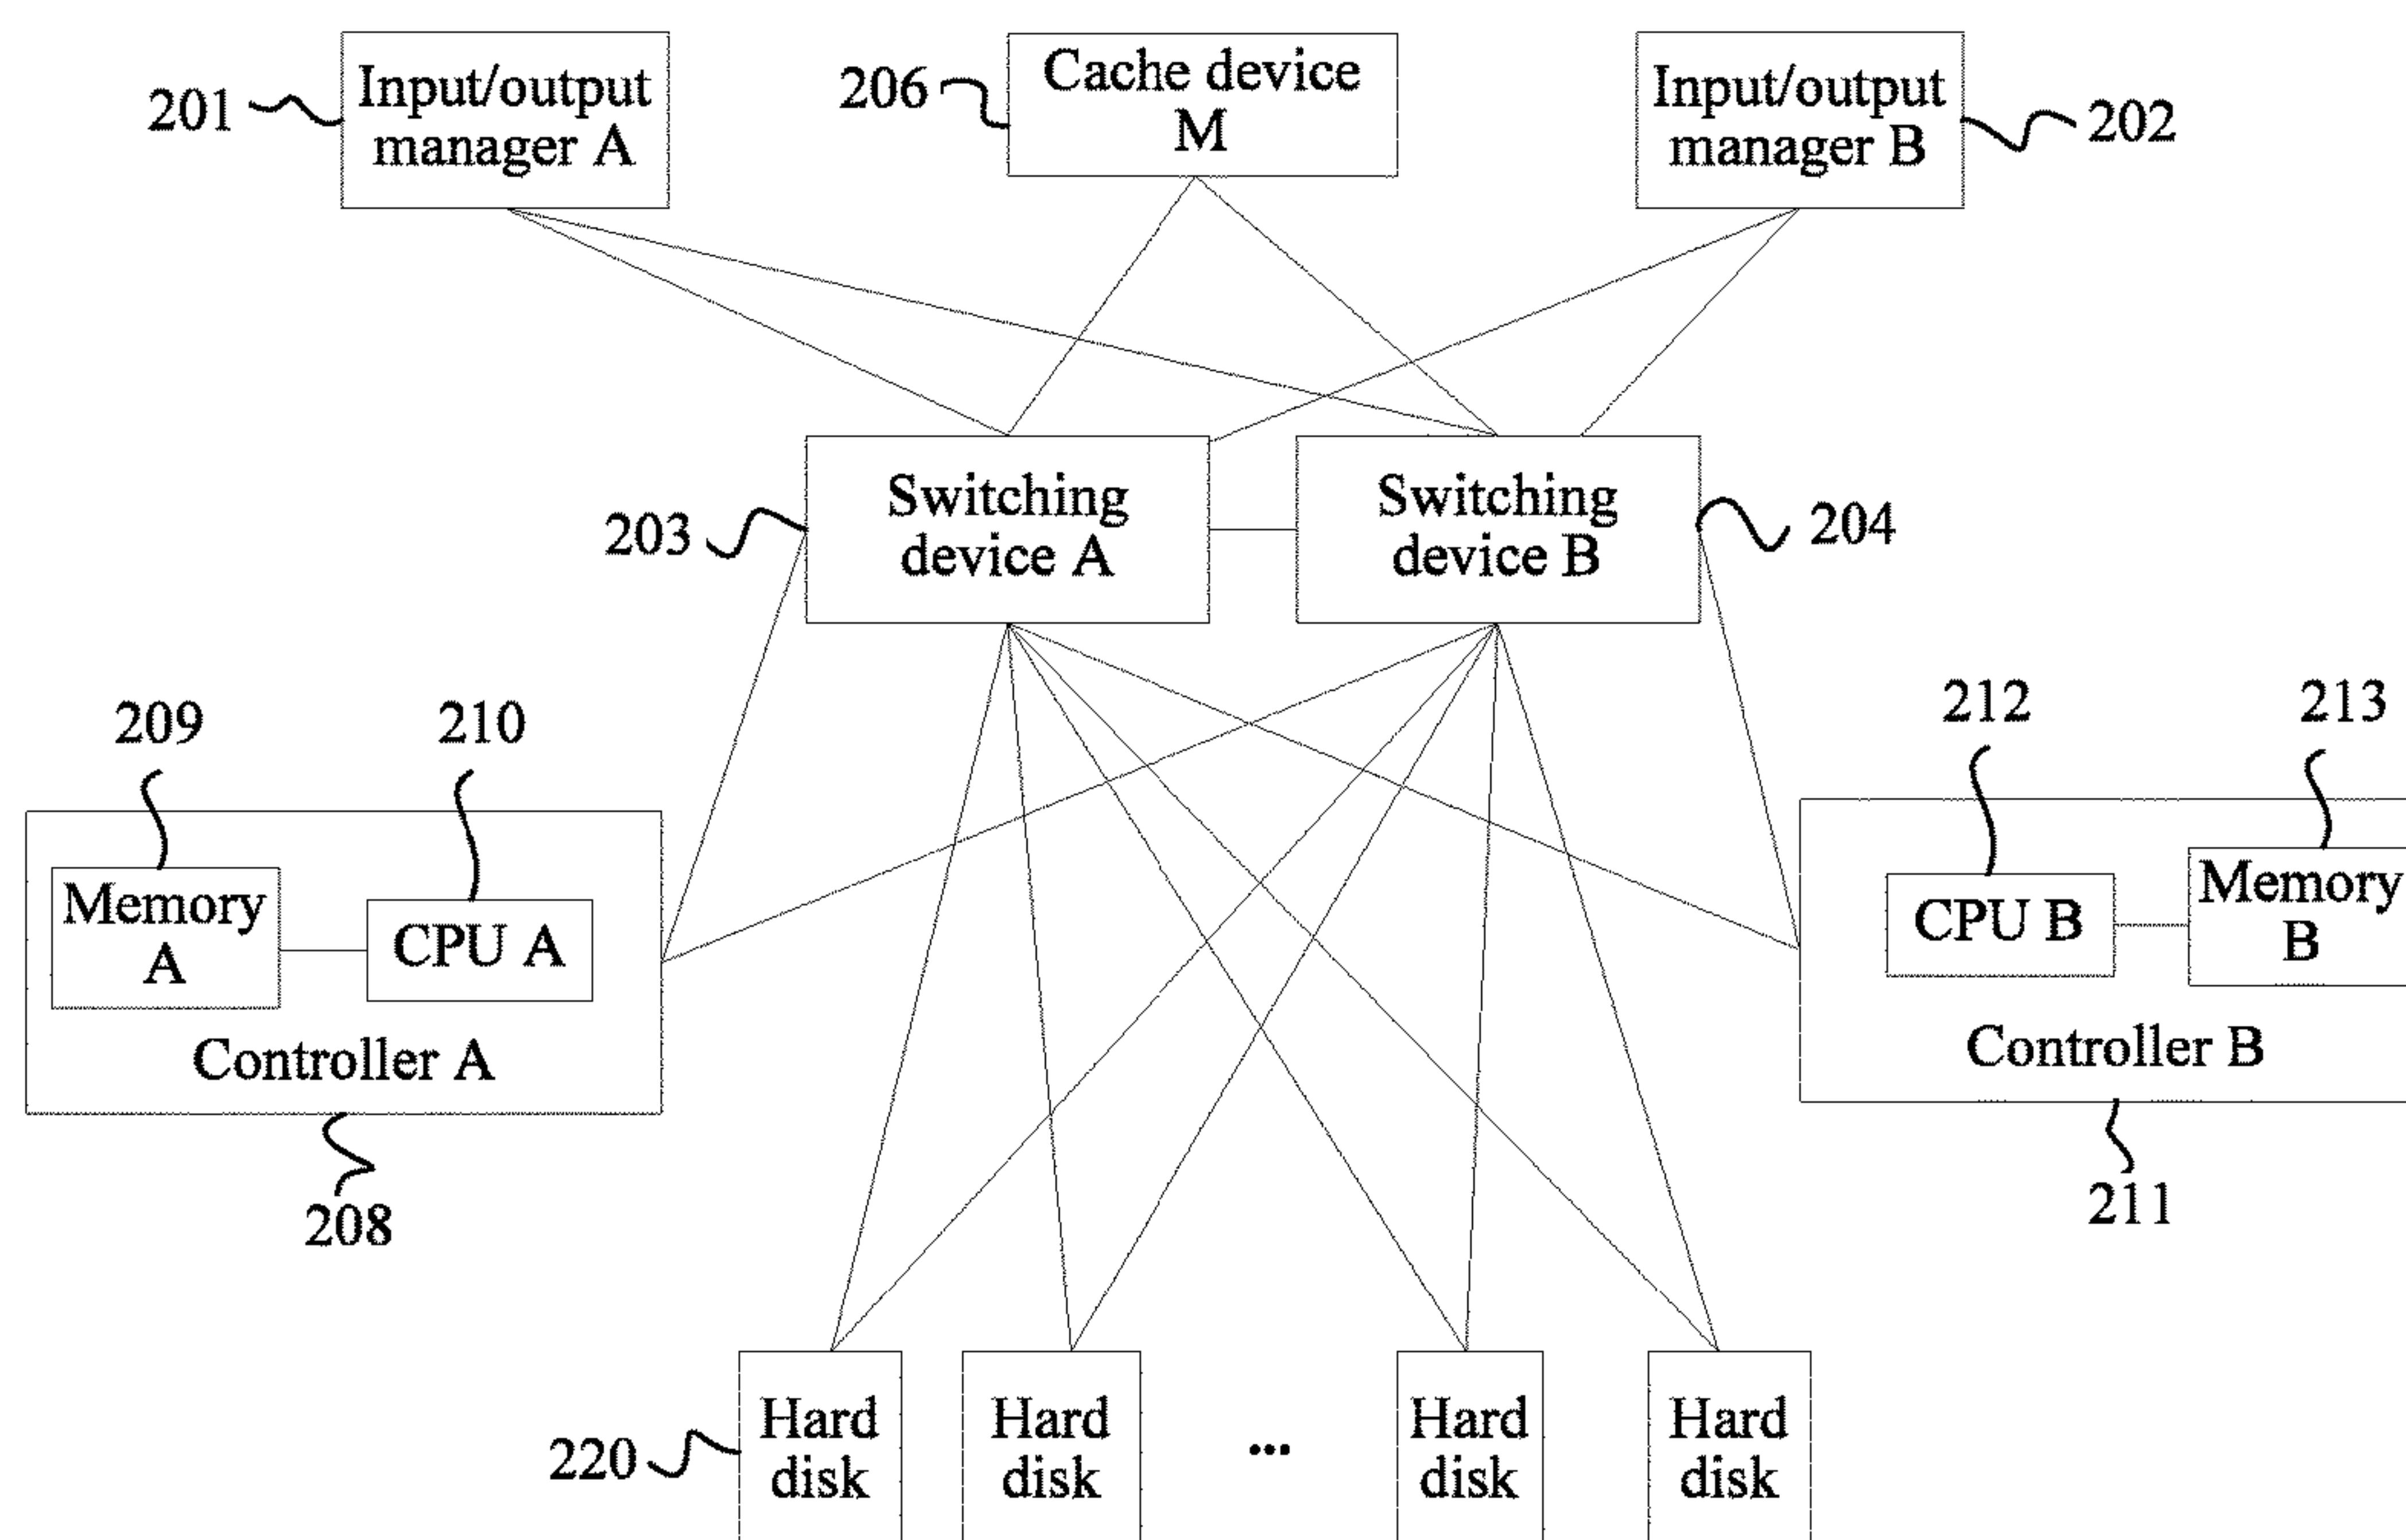 201
Input/output
manager A
206
Cache device
M
Input/output
manager B
202
203
Switching
device A
Switching
device B
204
209
210
212
213
Memory
A
CPU A
Controller A
208
CPU B
Memory
B
Controller B
211
220
Hard
disk
Hard
disk
...
Hard
disk
Hard
disk